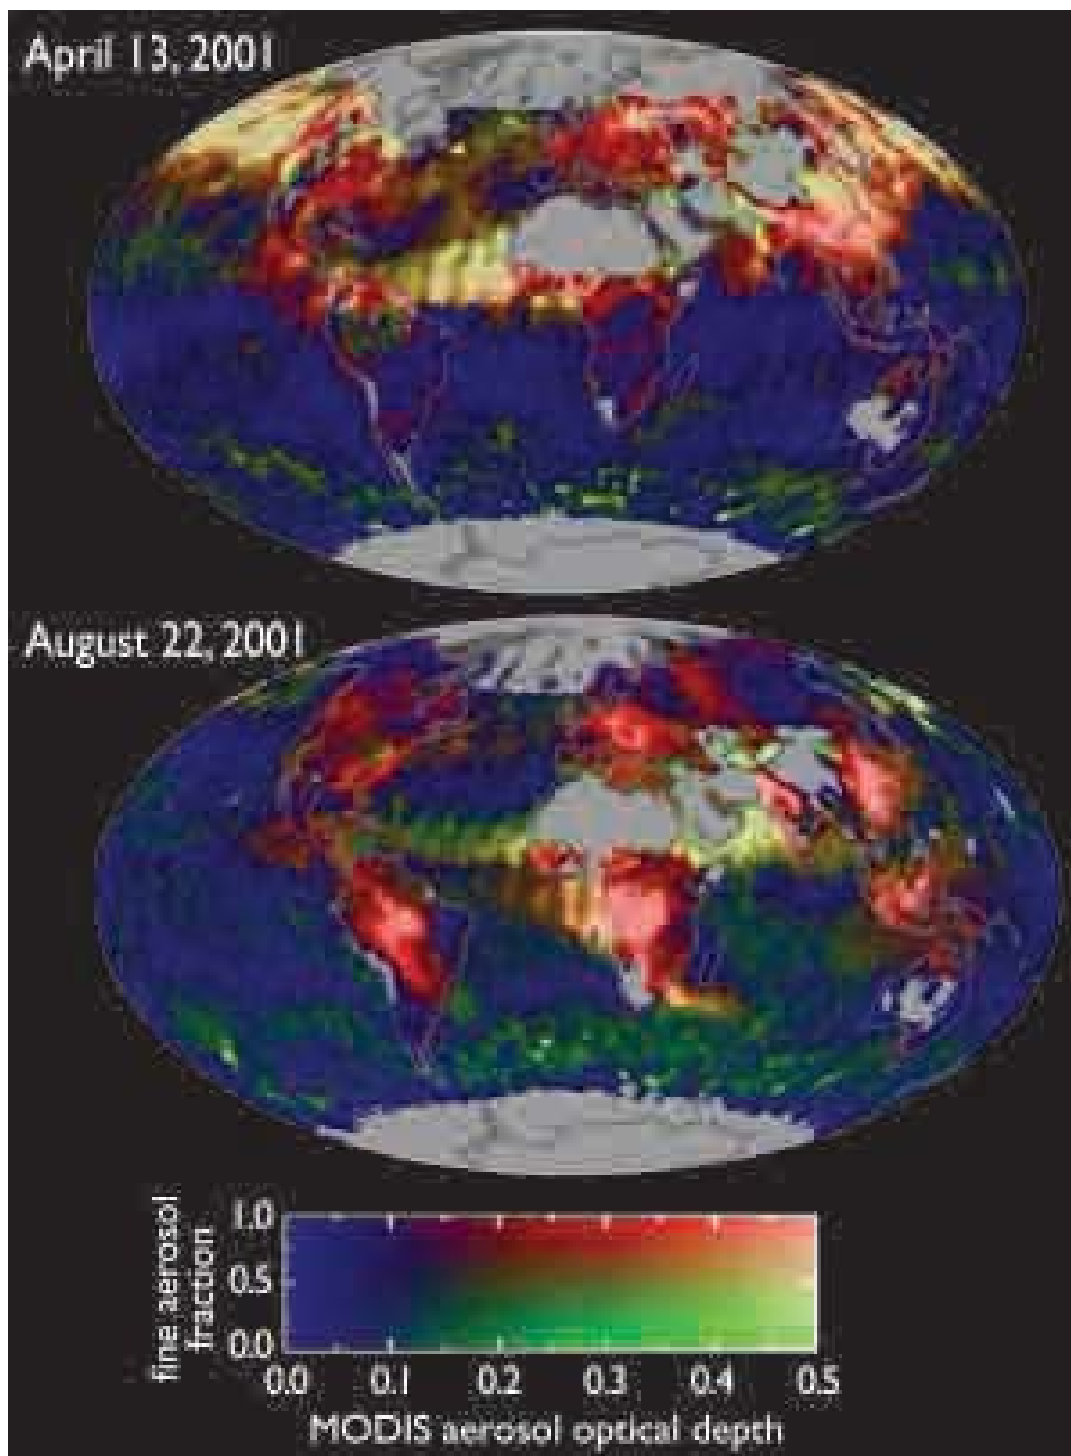 April 13, 2001
August 22, 2001
fine aerosol
fraction
1.0
0.5
0.0
0.0 0.1 0.2 0.3 0.4 0.5
MODIS aerosol optical depth